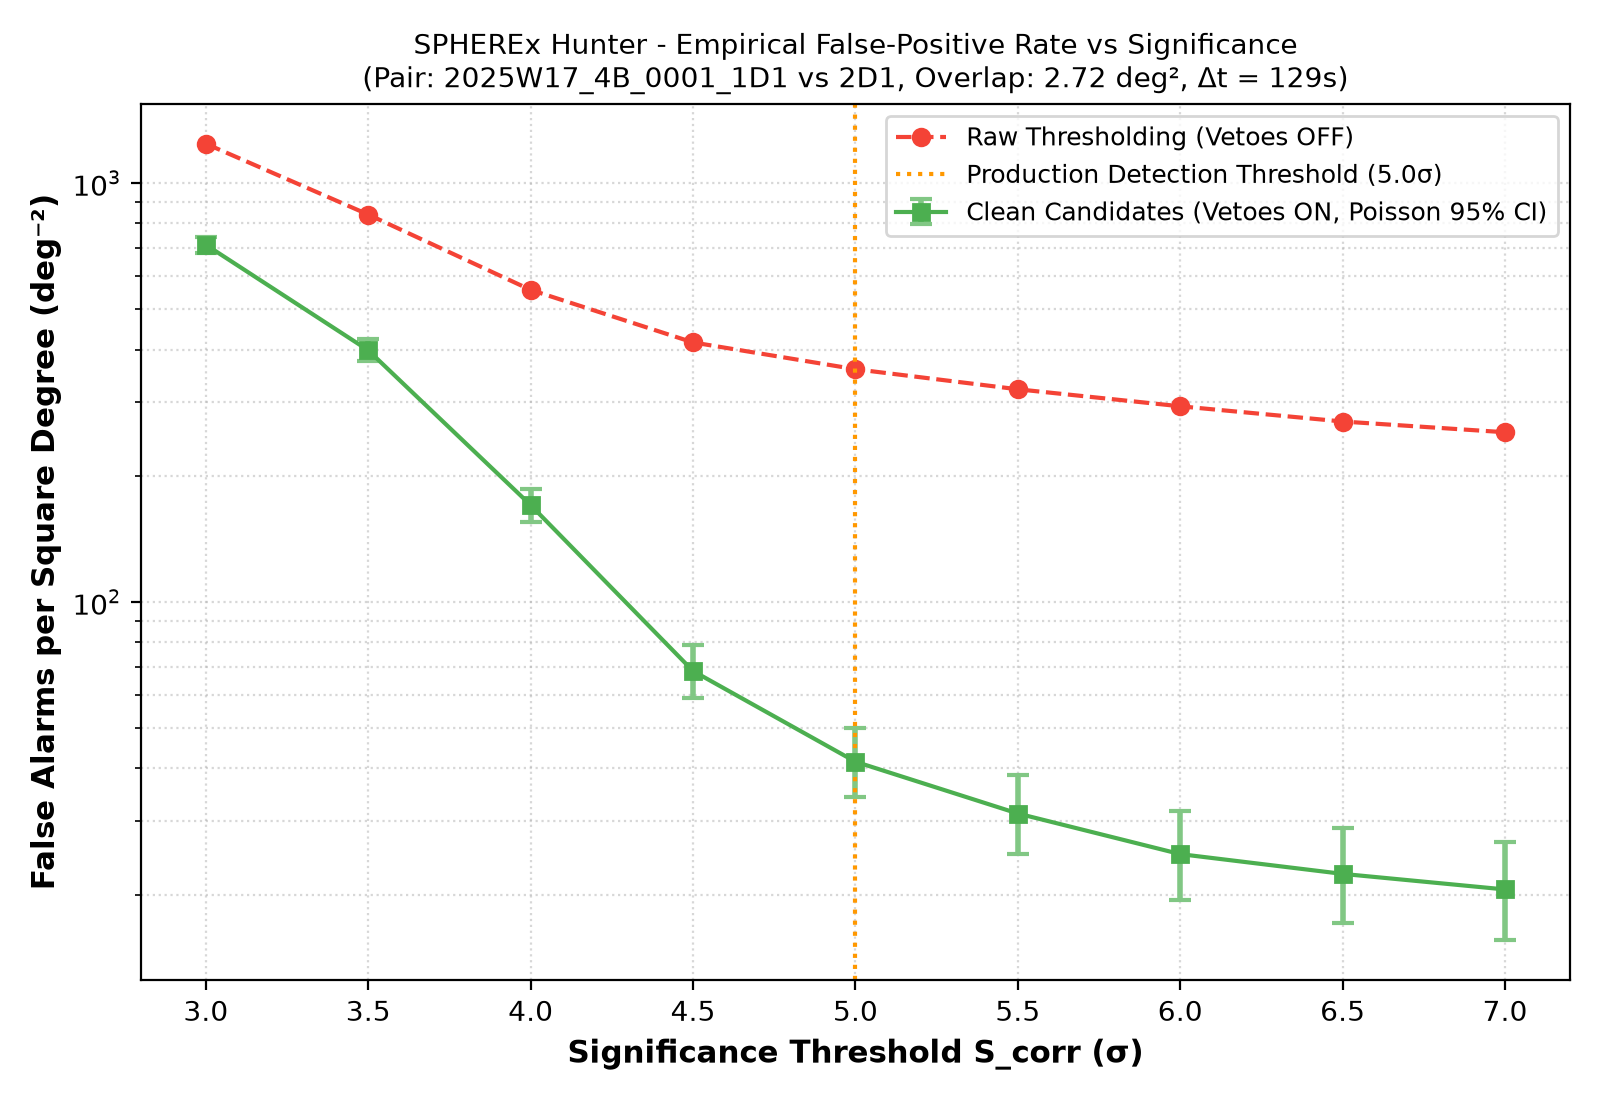 SPHEREx Hunter - Empirical False-Positive Rate vs Significance
(Pair: 2025W17_4B_0001_1D1 vs 2D1, Overlap: 2.72 deg², Δt = 129s)
Raw Thresholding (Vetoes OFF)
Production Detection Threshold (5.0σ)
Clean Candidates (Vetoes ON, Poisson 95% CI)
False Alarms per Square Degree (deg⁻²)
10³
10²
3.0 3.5 4.0 4.5 5.0 5.5 6.0 6.5 7.0
Significance Threshold S_corr (σ)